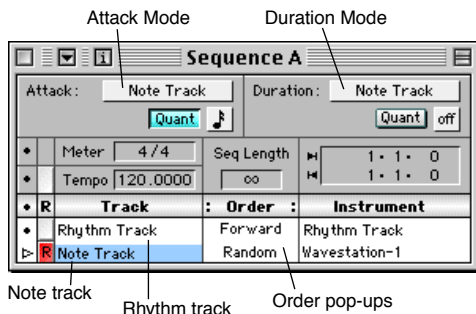 Attack Mode
Duration Mode
Sequence A
Attack: Note Track
Duration: Note Track
Quant
Quant off
Meter 4/4
Seq Length
1• 1• 0
Tempo 120.0000
∞
1• 1• 0
R Track : Order : Instrument
Rhythm Track Forward Rhythm Track
R Note Track Random Wavestation-1
Note track
Rhythm track
Order pop-ups